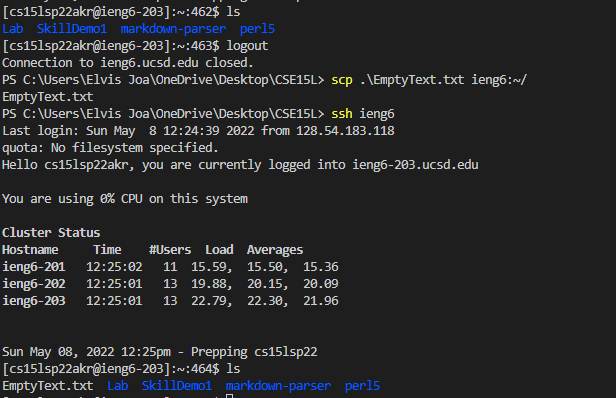 [cs15lsp22akr@ieng6-203]:~:462$ ls
Lab  SkillDemo1  markdown-parser  perl5
[cs15lsp22akr@ieng6-203]:~:463$ logout
Connection to ieng6.ucsd.edu closed.
PS C:\Users\Elvis Joa\OneDrive\Desktop\CSE15L> scp .\EmptyText.txt ieng6:~/
EmptyText.txt
PS C:\Users\Elvis Joa\OneDrive\Desktop\CSE15L> ssh ieng6
Last login: Sun May  8 12:24:39 2022 from 128.54.183.118
quota: No filesystem specified.
Hello cs15lsp22akr, you are currently logged into ieng6-203.ucsd.edu
You are using 0% CPU on this system
Cluster Status
Hostname     Time    #Users  Load  Averages
ieng6-201   12:25:02   11  15.59,  15.50,  15.36
ieng6-202   12:25:01   13  19.88,  20.15,  20.09
ieng6-203   12:25:01   13  22.79,  22.30,  21.96
Sun May 08, 2022 12:25pm - Prepping cs15lsp22
[cs15lsp22akr@ieng6-203]:~:464$ ls
EmptyText.txt  Lab  SkillDemo1  markdown-parser  perl5